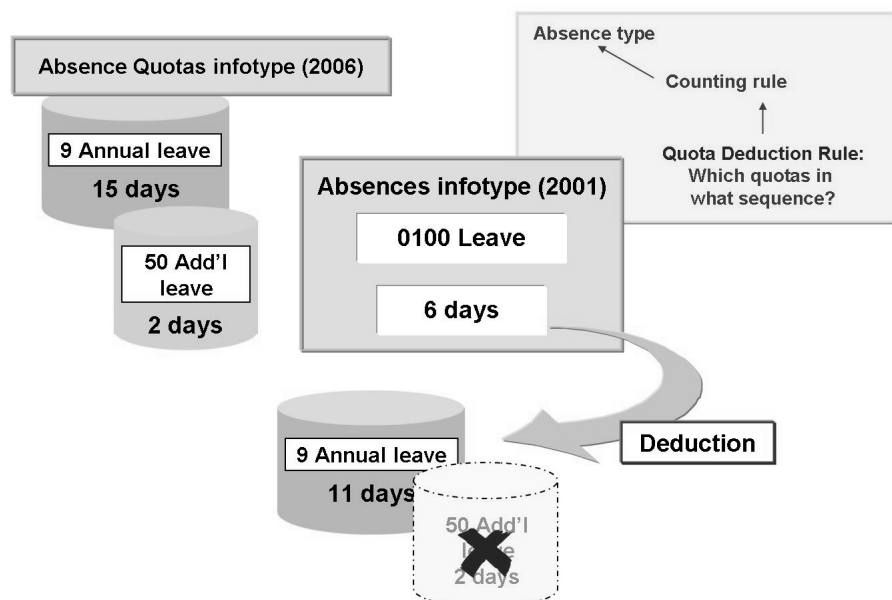 Absence Quotas infotype (2006)
9 Annual leave
15 days
50 Add'l
leave
2 days
Absence type
Counting rule
Quota Deduction Rule:
Which quotas in
what sequence?
Absences infotype (2001)
0100 Leave
6 days
Deduction
9 Annual leave
11 days
50 Add'l
leave
2 days